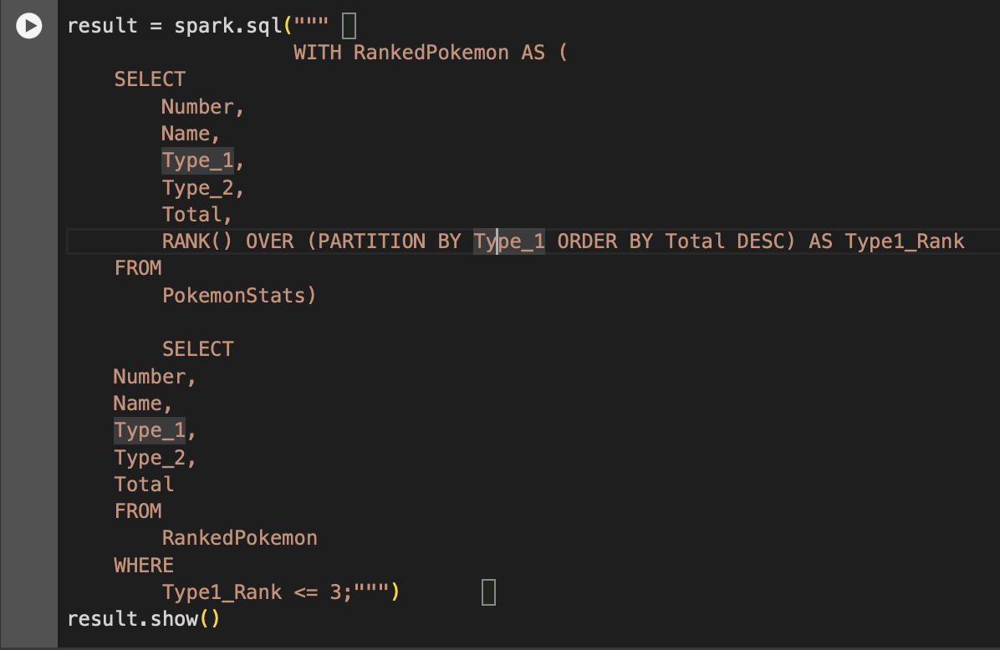 result = spark.sql("""
WITH RankedPokemon AS (
SELECT
Number,
Name,
Type_1,
Type_2,
Total,
RANK() OVER (PARTITION BY Type_1 ORDER BY Total DESC) AS Type1_Rank
FROM
PokemonStats)
SELECT
Number,
Name,
Type_1,
Type_2,
Total
FROM
RankedPokemon
WHERE
Type1_Rank <= 3;""")
result.show()